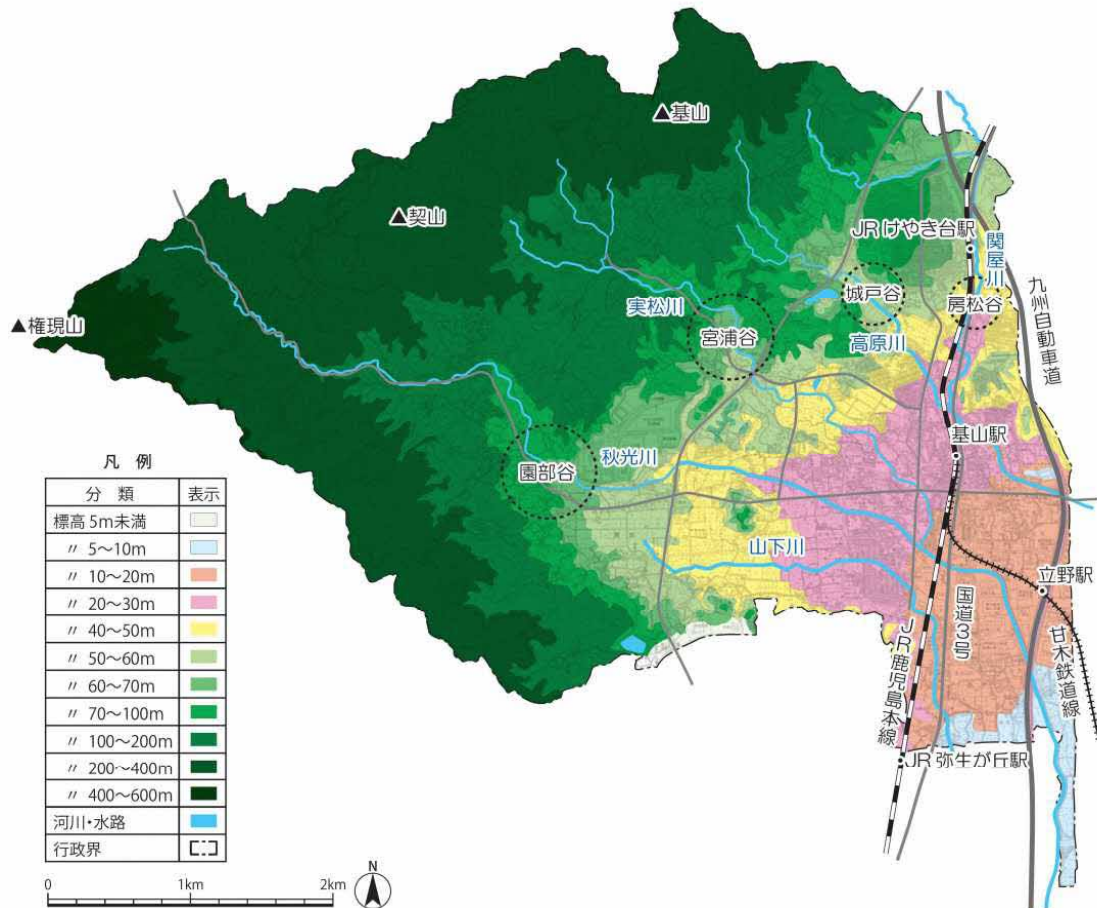 ▲基山
▲契山
JRけやき台駅
関屋川
九州自動車道
▲権現山
実松川
城戸谷
房松谷
宮浦谷
高原川
基山駅
秋光川
園部谷
山下川
立野駅
国道3号
甘木鉄道線
JR鹿児島本線
JR弥生が丘駅
凡 例
分 類 表示
標高 5m未満
〃 5〜10m
〃 10〜20m
〃 20〜30m
〃 40〜50m
〃 50〜60m
〃 60〜70m
〃 70〜100m
〃 100〜200m
〃 200〜400m
〃 400〜600m
河川・水路
行政界
0 1km 2km
N